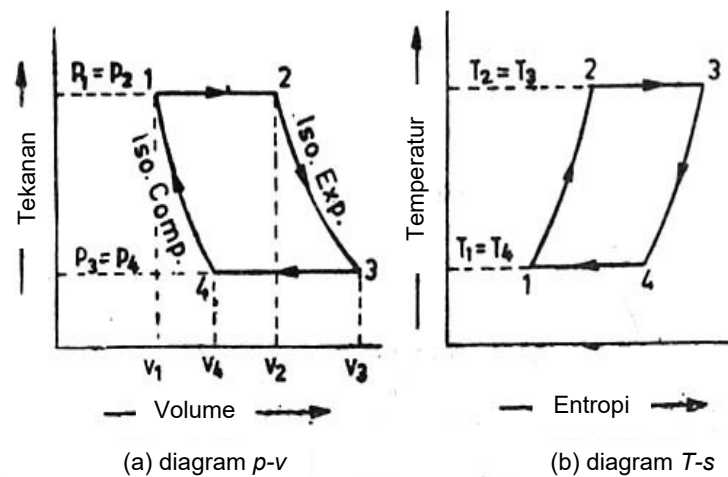 Tekanan
P₁ = P₂
1
2
Iso. Comp.
Iso. Exp.
P₃ = P₄
4
3
V₁
V₄
V₂
V₃
Volume
(a) diagram p-v
Temperatur
T₂ = T₃
2
3
T₁ = T₄
1
4
Entropi
(b) diagram T-s